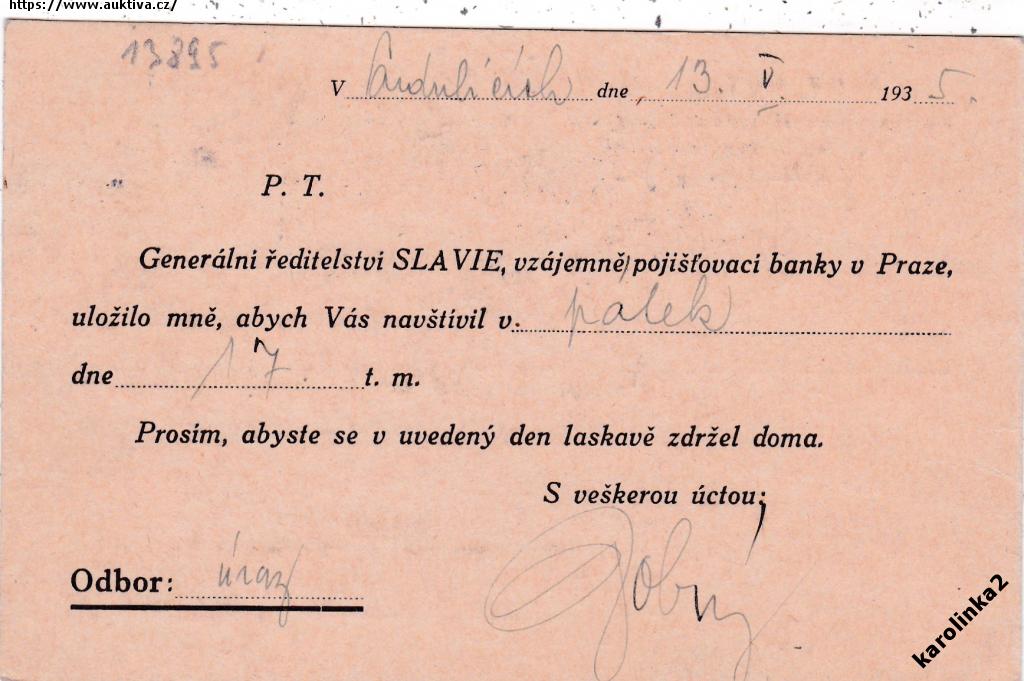 https://www.auktiva.cz/
13895
V dne 13. V. 1935.
P. T.
Generální ředitelství SLAVIE, vzájemně pojišťovací banky v Praze,
uložilo mně, abych Vás navštívil v pátek
dne 17. t. m.
Prosím, abyste se v uvedený den laskavě zdržel doma.
S veškerou úctou:
Odbor: úraz
karolinka2